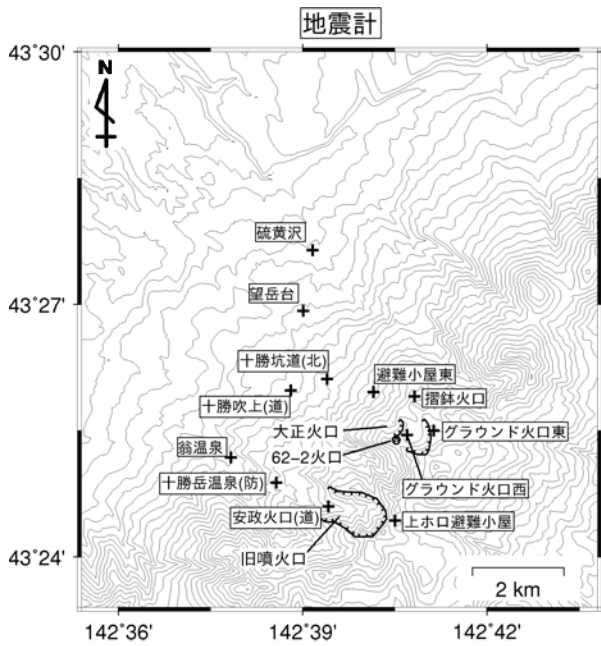 地震計
43°30'
N
硫黄沢
43°27'
望岳台
十勝坑道(北)
避難小屋東
十勝吹上(道)
摺鉢火口
大正火口
グラウンド火口東
翁温泉
62-2火口
十勝岳温泉(防)
グラウンド火口西
安政火口(道)
上ホロ避難小屋
43°24'
旧噴火口
2 km
142°36'
142°39'
142°42'